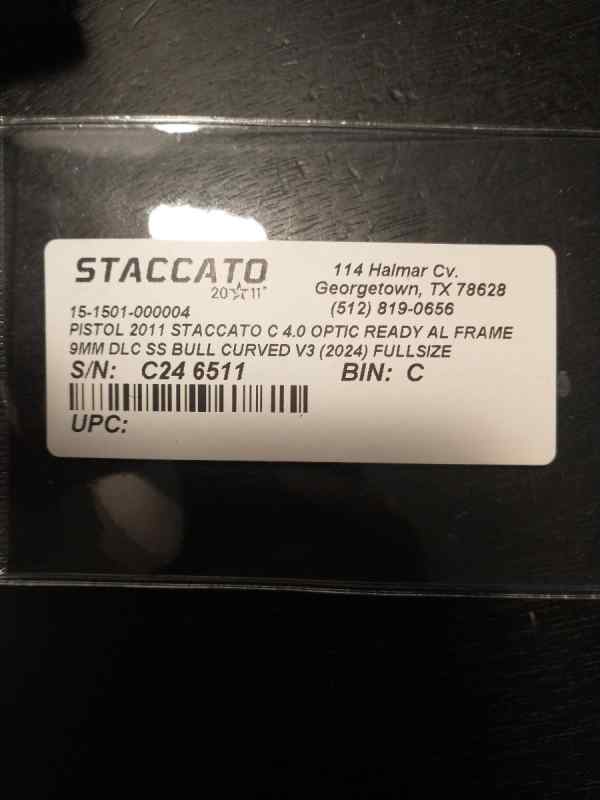 STACCATO
20★11®
114 Halmar Cv.
Georgetown, TX 78628
(512) 819-0656
15-1501-000004
PISTOL 2011 STACCATO C 4.0 OPTIC READY AL FRAME
9MM DLC SS BULL CURVED V3 (2024) FULLSIZE
S/N: C24 6511 BIN: C
UPC: